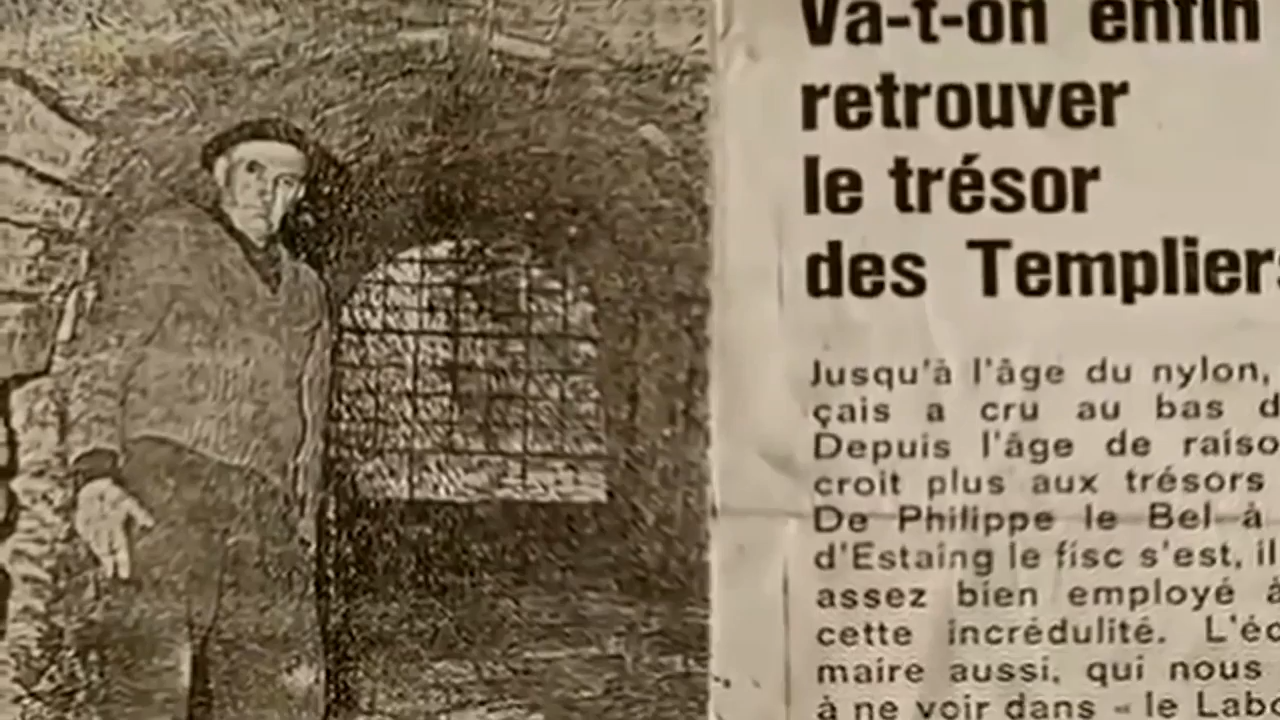 Va-t-on enfin
retrouver
le trésor
des Templiers
Jusqu'à l'âge du nylon,
çais a cru au bas d
Depuis l'âge de raiso
croit plus aux trésors
De Philippe le Bel à
d'Estaing le fisc s'est, il
assez bien employé à
cette incrédulité. L'éc
maire aussi, qui nous
à ne voir dans « le Labo